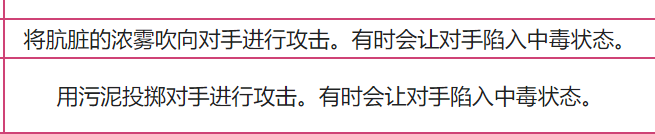 将肮脏的浓雾吹向对手进行攻击。有时会让对手陷入中毒状态。
用污泥投掷对手进行攻击。有时会让对手陷入中毒状态。